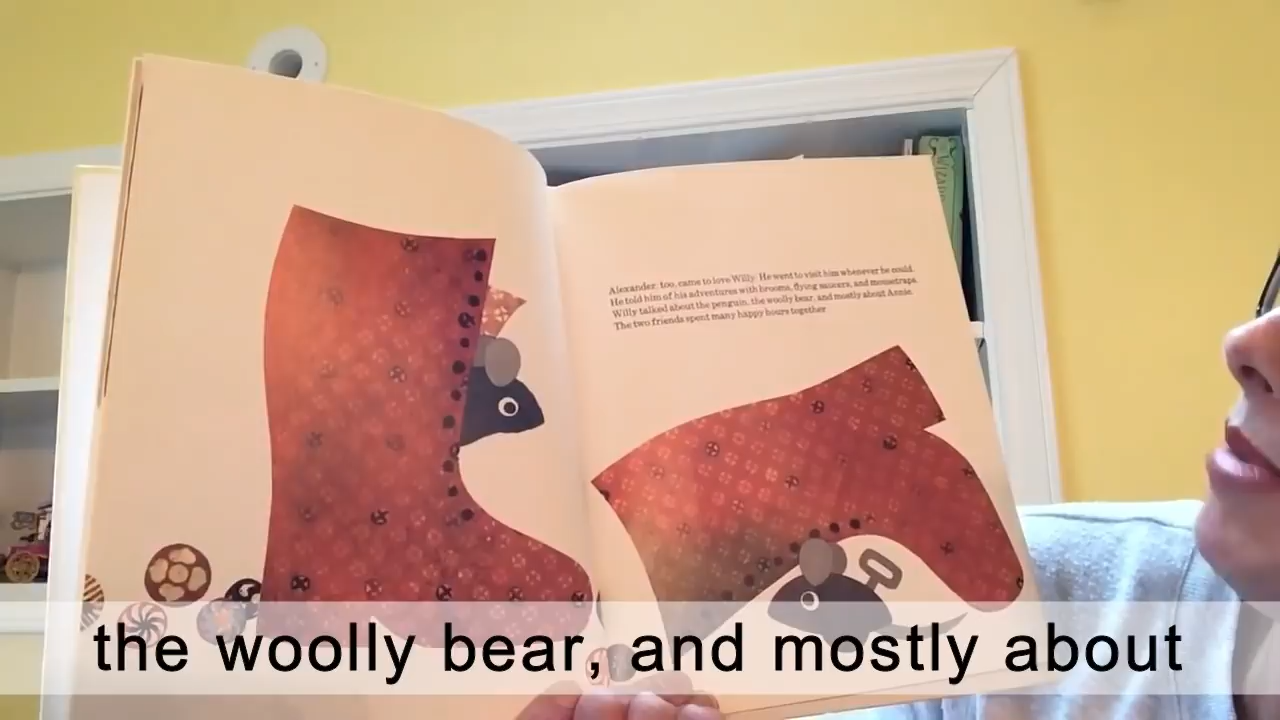 Alexander, too, came to love Willy. He went to visit him whenever he could.
He told him of his adventures with brooms, flying saucers, and mousetraps.
Willy talked about the penguin, the woolly bear, and mostly about Annie.
The two friends spent many happy hours together
the woolly bear, and mostly about